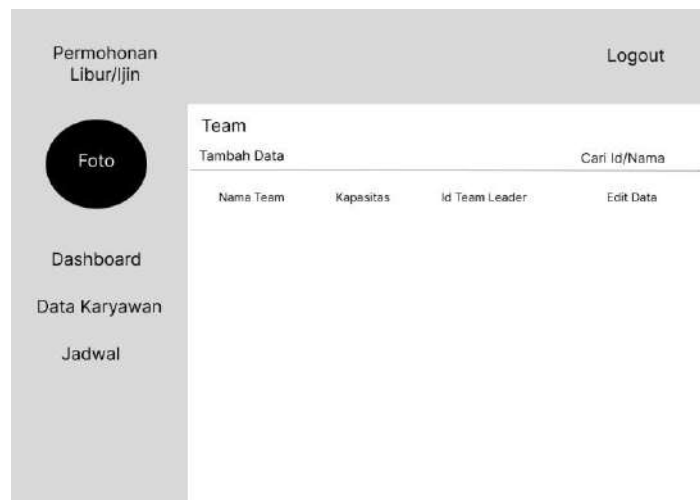 Permohonan
Libur/Ijin
Logout
Foto
Team
Tambah Data
Cari Id/Nama
Nama Team
Kapasitas
Id Team Leader
Edit Data
Dashboard
Data Karyawan
Jadwal